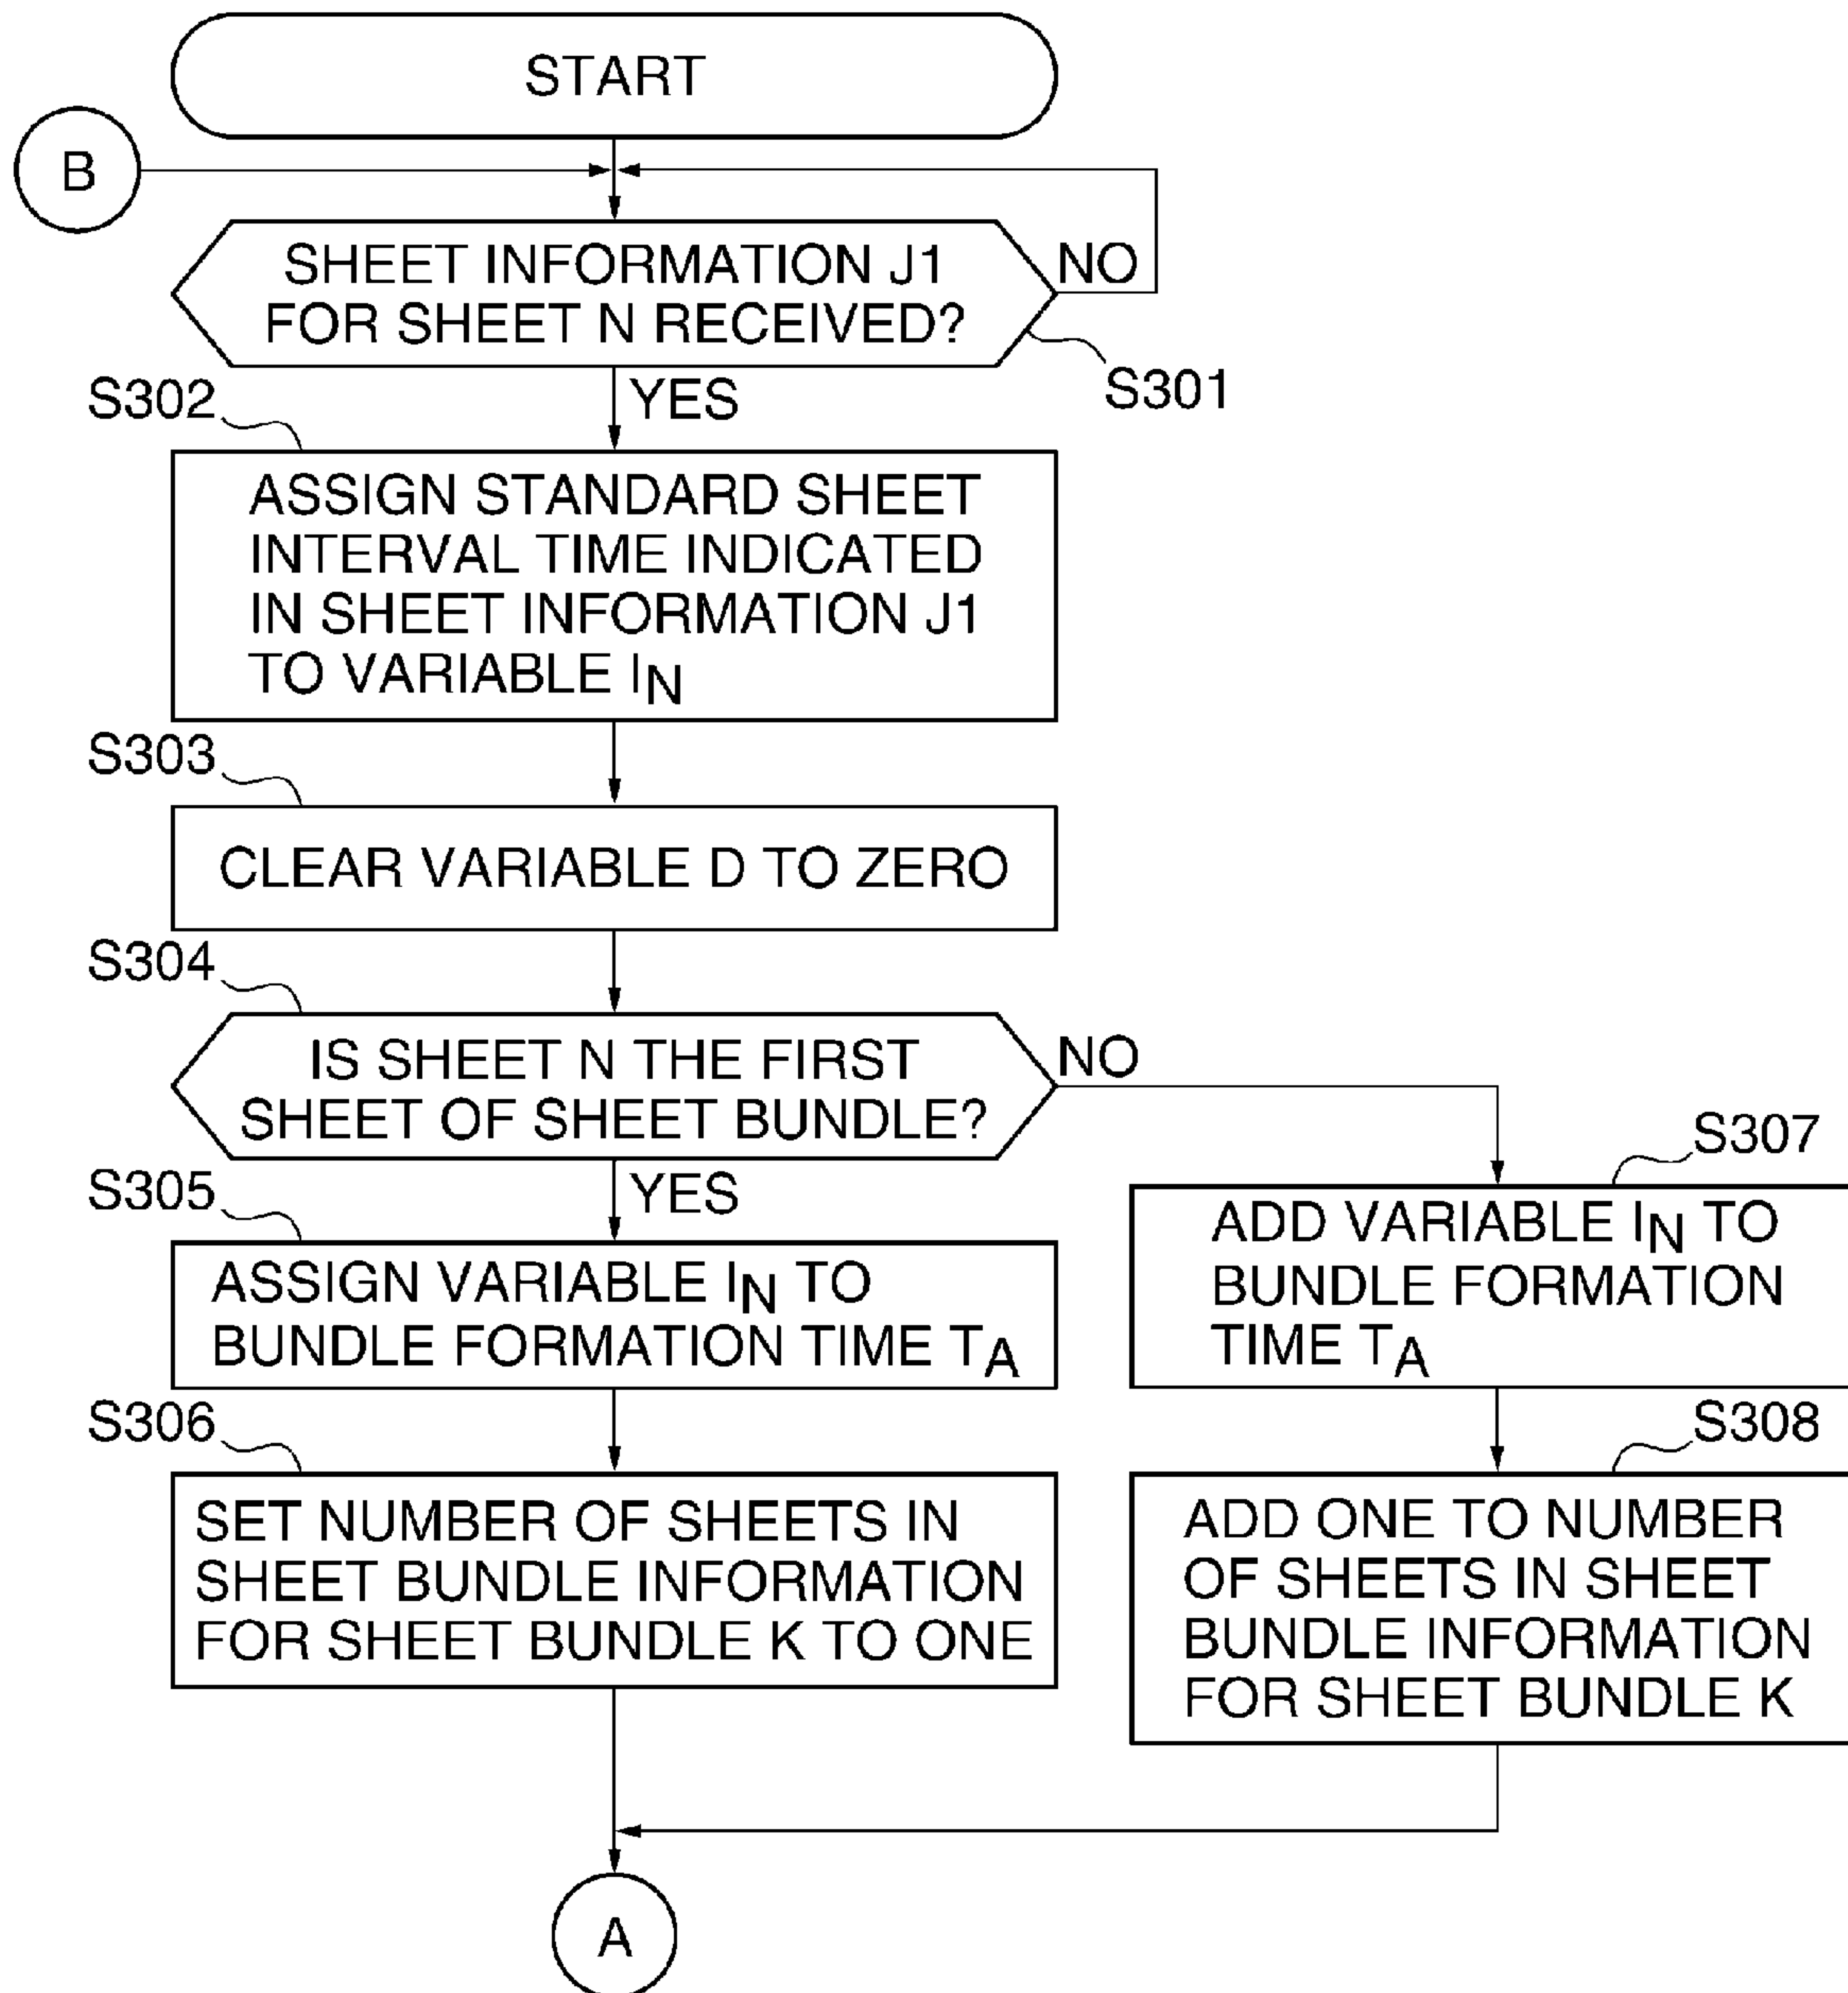 START
B
SHEET INFORMATION J1
FOR SHEET N RECEIVED?
NO
S301
YES
S302
ASSIGN STANDARD SHEET
INTERVAL TIME INDICATED
IN SHEET INFORMATION J1
TO VARIABLE IN
S303
CLEAR VARIABLE D TO ZERO
S304
IS SHEET N THE FIRST
SHEET OF SHEET BUNDLE?
NO
YES
S305
ASSIGN VARIABLE IN TO
BUNDLE FORMATION TIME TA
S306
SET NUMBER OF SHEETS IN
SHEET BUNDLE INFORMATION
FOR SHEET BUNDLE K TO ONE
S307
ADD VARIABLE IN TO
BUNDLE FORMATION
TIME TA
S308
ADD ONE TO NUMBER
OF SHEETS IN SHEET
BUNDLE INFORMATION
FOR SHEET BUNDLE K
A